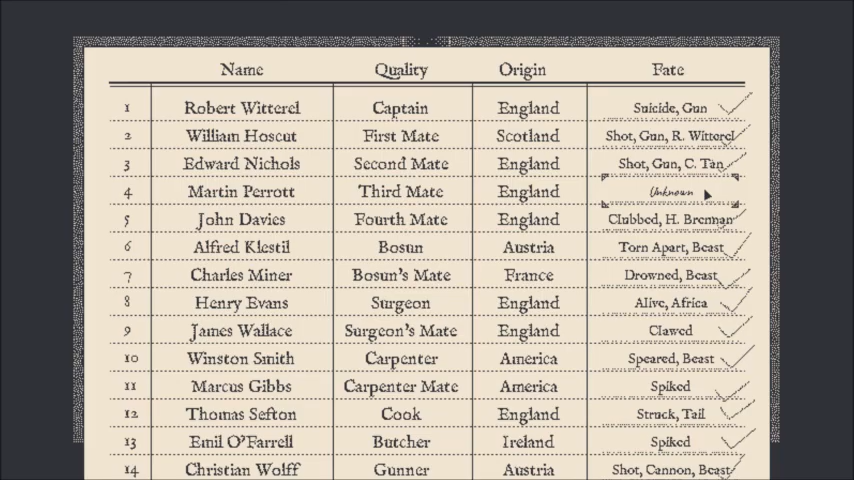 Name Quality Origin Fate
1 Robert Witterel Captain England Suicide, Gun
2 William Hoscut First Mate Scotland Shot, Gun, R. Witterel
3 Edward Nichols Second Mate England Shot, Gun, C. Tan
4 Martin Perrott Third Mate England Unknown
5 John Davies Fourth Mate England Clubbed, H. Brennan
6 Alfred Klestil Bosun Austria Torn Apart, Beast
7 Charles Miner Bosun's Mate France Drowned, Beast
8 Henry Evans Surgeon England Alive, Africa
9 James Wallace Surgeon's Mate England Clawed
10 Winston Smith Carpenter America Speared, Beast
11 Marcus Gibbs Carpenter Mate America Spiked
12 Thomas Sefton Cook England Struck, Tail
13 Emil O'Farrell Butcher Ireland Spiked
14 Christian Wolff Gunner Austria Shot, Cannon, Beast